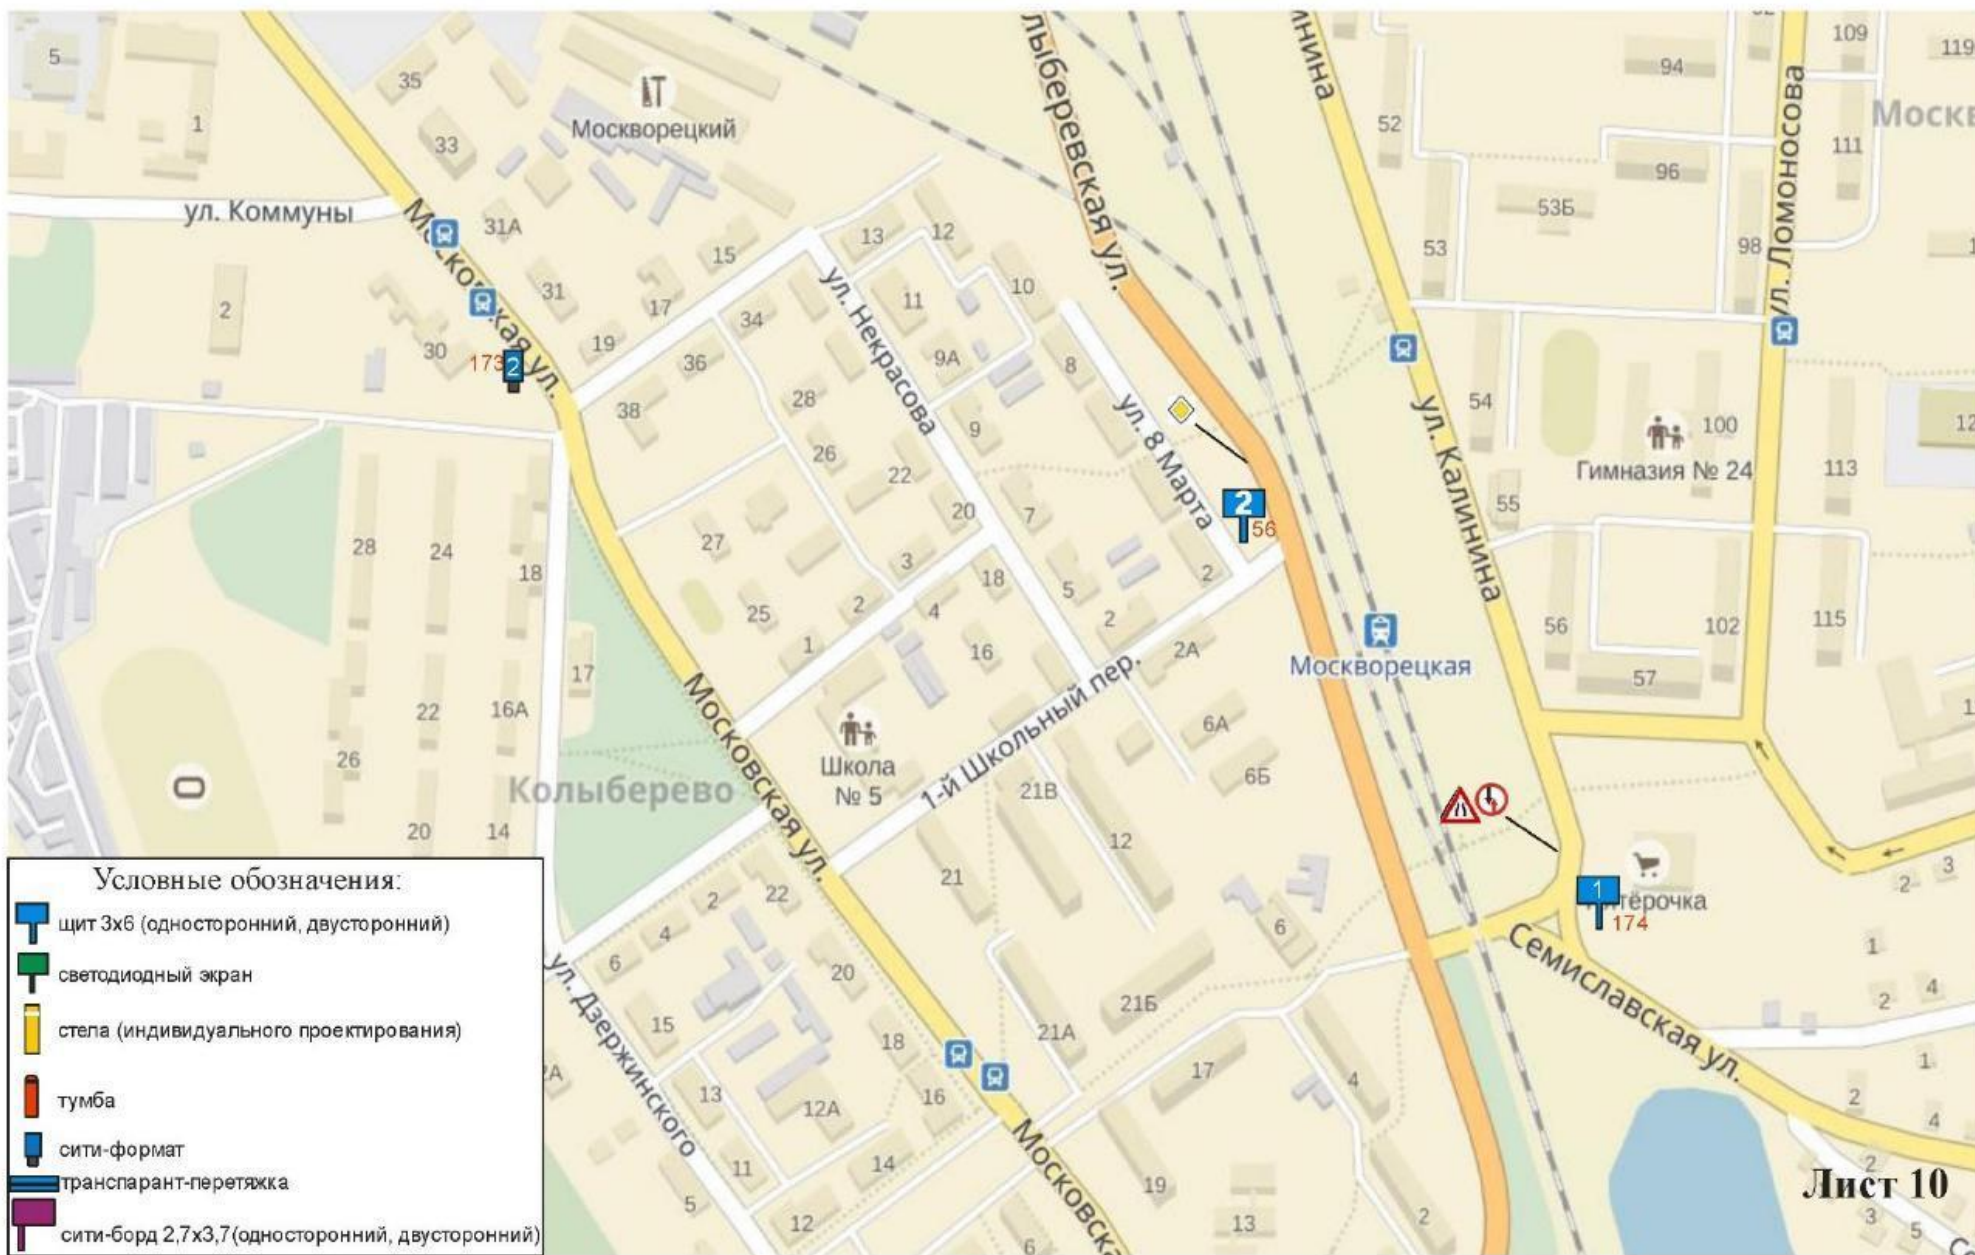 5
35
1
33
Москворецкий
ул. Коммуны
31А
2
31
30
173
2
Московская ул.
15
17
19
34
36
38
28
26
22
20
27
25
3
2
1
4
18
16
13
12
11
10
9А
9
8
7
5
2
2
2А
ул. Некрасова
ул. 8 Марта
лыберевская ул.
2
56
инина
52
53
53Б
94
96
98
109
119
111
Москв
ул. Ломоносова
ул. Калинина
54
55
100
Гимназия № 24
113
12
56
57
102
115
Москворецкая
28
24
18
17
22
16А
26
20
14
Колыберево
Московская ул.
Школа
№ 5
1-й Школьный пер.
21В
12
6А
6Б
21
21Б
21А
6
17
4
19
13
2
1
174
Семиславская ул.
2
3
1
2
4
1
2
4
2
3
5
22
2
4
6
20
15
18
13
12А
16
11
14
5
12
6
2А
ул. Дзержинского
Московска
Условные обозначения:
щит 3х6 (односторонний, двусторонний)
светодиодный экран
стела (индивидуального проектирования)
тумба
сити-формат
транспарант-перетяжка
сити-борд 2,7х3,7(односторонний, двусторонний)
Лист 10